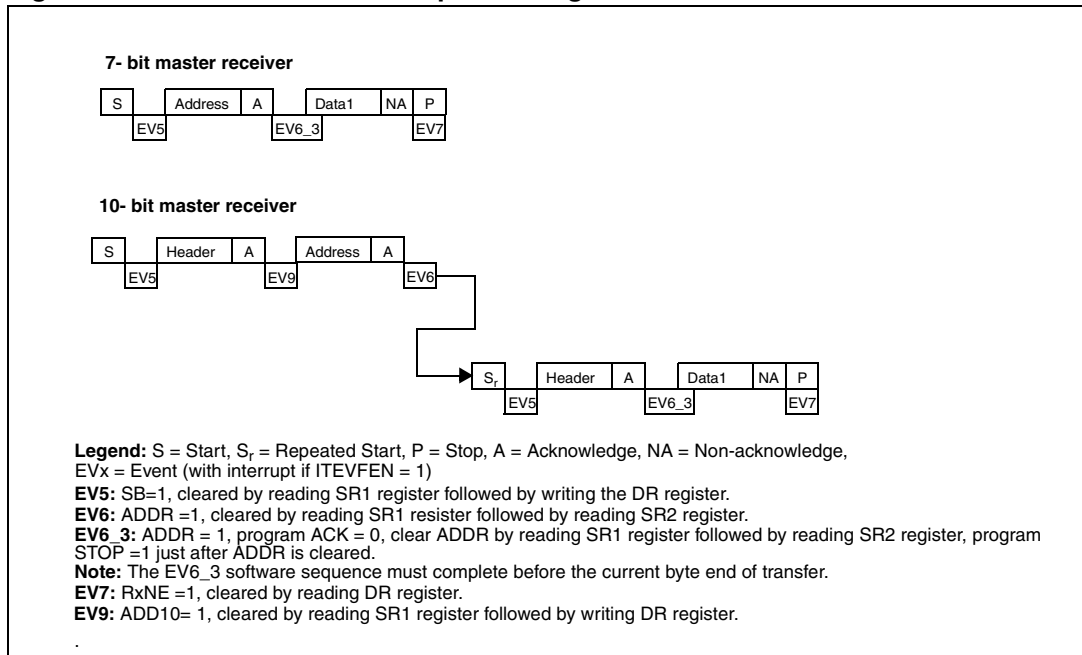 7- bit master receiver
S Address A Data1 NA P
EV5 EV6_3 EV7
10- bit master receiver
S Header A Address A
EV5 EV9 EV6
Sr Header A Data1 NA P
EV5 EV6_3 EV7
Legend: S = Start, Sr = Repeated Start, P = Stop, A = Acknowledge, NA = Non-acknowledge,
EVx = Event (with interrupt if ITEVFEN = 1)
EV5: SB=1, cleared by reading SR1 register followed by writing the DR register.
EV6: ADDR =1, cleared by reading SR1 resister followed by reading SR2 register.
EV6_3: ADDR = 1, program ACK = 0, clear ADDR by reading SR1 register followed by reading SR2 register, program
STOP =1 just after ADDR is cleared.
Note: The EV6_3 software sequence must complete before the current byte end of transfer.
EV7: RxNE =1, cleared by reading DR register.
EV9: ADD10= 1, cleared by reading SR1 register followed by writing DR register.
.